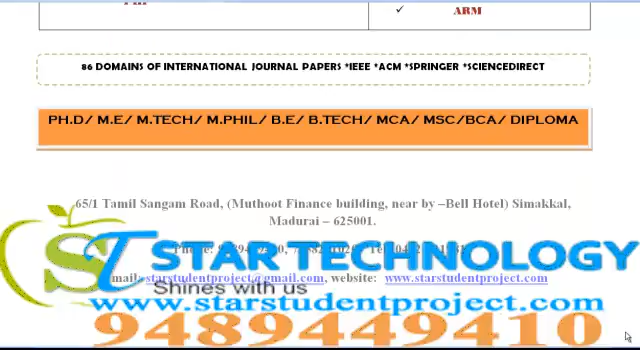 ARM
86 DOMAINS OF INTERNATIONAL JOURNAL PAPERS *IEEE *ACM *SPRINGER *SCIENCEDIRECT
PH.D/ M.E/ M.TECH/ M.PHIL/ B.E/ B.TECH/ MCA/ MSC/BCA/ DIPLOMA
65/1 Tamil Sangam Road, (Muthoot Finance building, near by –Bell Hotel) Simakkal,
Madurai – 625001.
STAR TECHNOLOGY
starstudentproject@gmail.com, website: www.starstudentproject.com
Shines with us
www.starstudentproject.com
9489449410